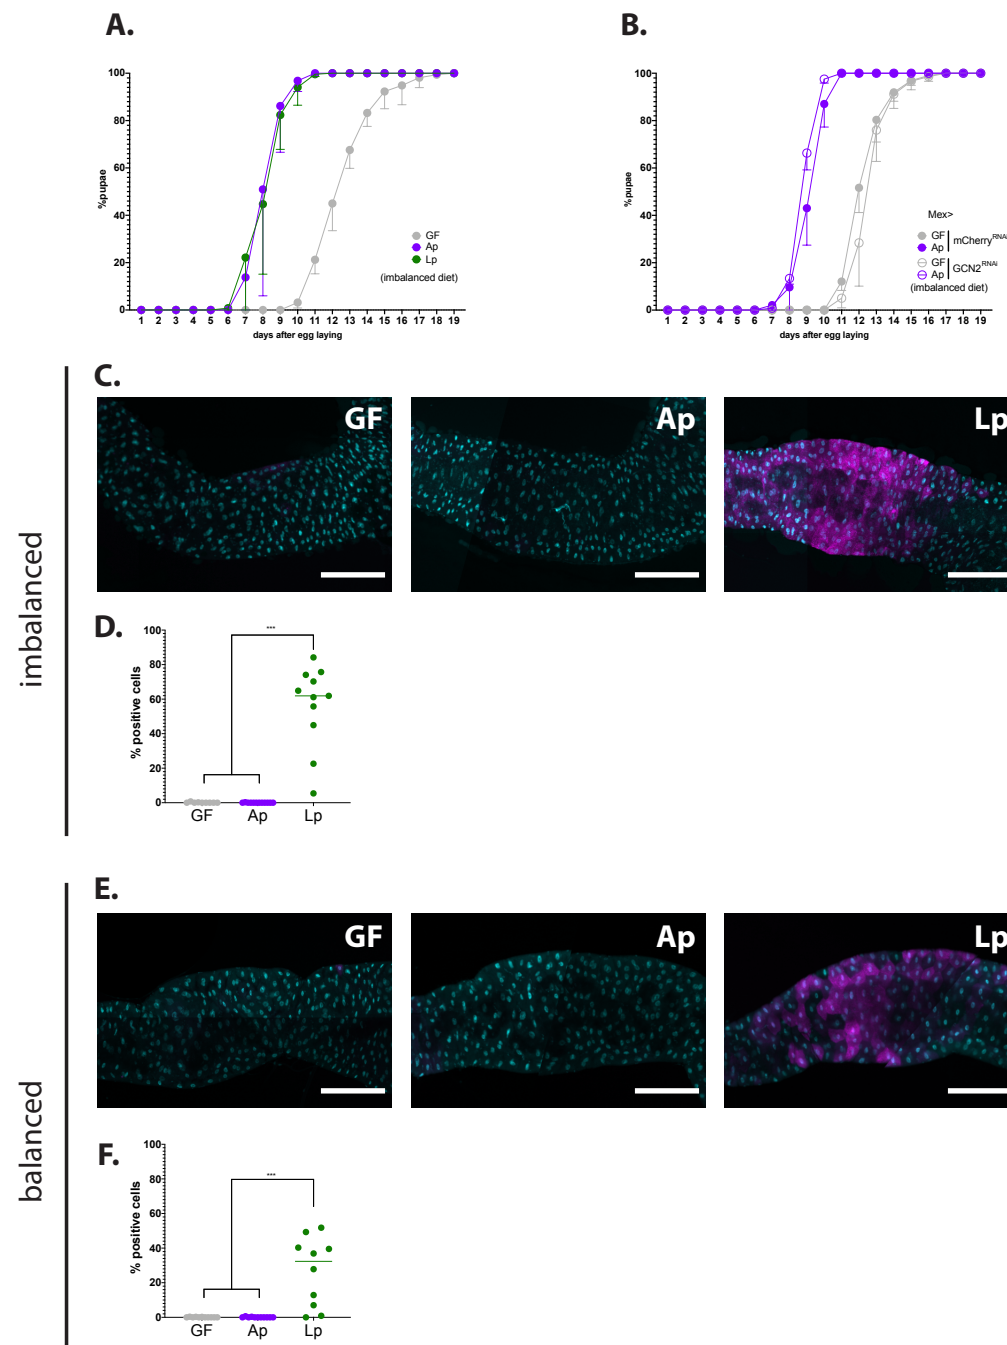 A.
100
80
60
40
20
0
%pupae
1 2 3 4 5 6 7 8 9 10 11 12 13 14 15 16 17 18 19
days after egg laying
GF
Ap
Lp
(imbalanced diet)
B.
100
80
60
40
20
0
%pupae
1 2 3 4 5 6 7 8 9 10 11 12 13 14 15 16 17 18 19
days after egg laying
Mex>
GF
Ap
mCherryRNAi
GF
Ap
GCN2RNAi
(imbalanced diet)
imbalanced
C.
GF
Ap
Lp
D.
100
80
60
40
20
0
% positive cells
***
GF Ap Lp
balanced
E.
GF
Ap
Lp
F.
100
80
60
40
20
0
% positive cells
***
GF Ap Lp